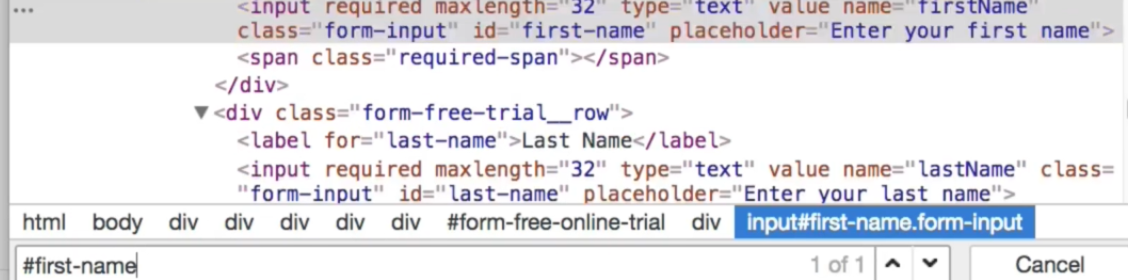 ... <input required maxlength="32" type="text" value name="firstName"
class="form-input" id="first-name" placeholder="Enter your first name">
<span class="required-span"></span>
</div>
▼<div class="form-free-trial__row">
<label for="last-name">Last Name</label>
<input required maxlength="32" type="text" value name="lastName" class=
"form-input" id="last-name" placeholder="Enter your last name">
html body div div div div div #form-free-online-trial div input#first-name.form-input
#first-name 1 of 1 Cancel